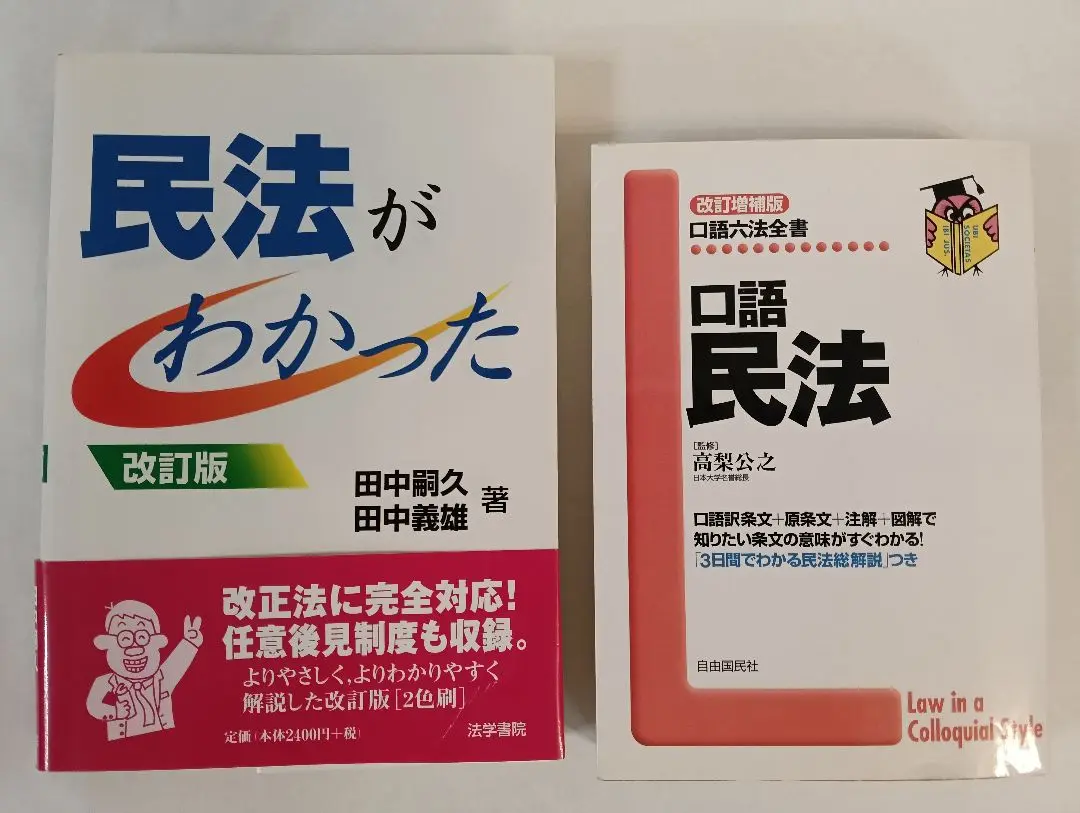 民法が
わかった
改訂版
田中嗣久
田中義雄
著
改正法に完全対応!
任意後見制度も収録。
よりやさしく,よりわかりやすく
解説した改訂版[2色刷]
定価(本体2400円+税)
法学書院
改訂増補版
口語六法全書
UBI
SOCIETAS
IBI JUS.
口語
民法
[監修]
高梨公之
日本大学名誉総長
口語訳条文+原条文+注解+図解で
知りたい条文の意味がすぐわかる!
「3日間でわかる民法総解説」つき
自由国民社
Law in a
Colloquial Style